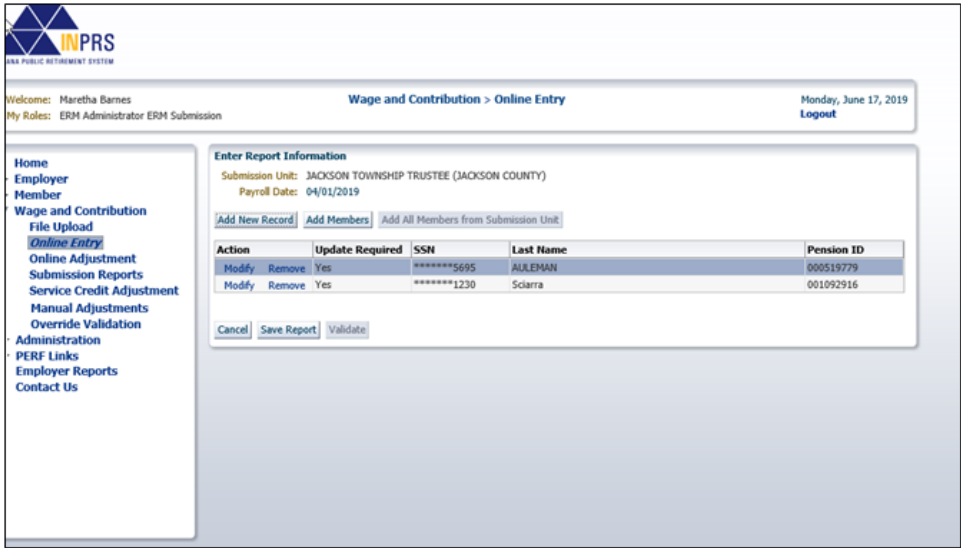 INPRS
ANA PUBLIC RETIREMENT SYSTEM
Welcome: Maretha Barnes
My Roles: ERM Administrator ERM Submission
Wage and Contribution > Online Entry
Monday, June 17, 2019
Logout
Home
Employer
Member
Wage and Contribution
File Upload
Online Entry
Online Adjustment
Submission Reports
Service Credit Adjustment
Manual Adjustments
Override Validation
Administration
PERF Links
Employer Reports
Contact Us
Enter Report Information
Submission Unit: JACKSON TOWNSHIP TRUSTEE (JACKSON COUNTY)
Payroll Date: 04/01/2019
Add New Record Add Members Add All Members from Submission Unit
Action Update Required SSN Last Name Pension ID
Modify Remove Yes *******5695 AULEMAN 000519779
Modify Remove Yes *******1230 Sciarra 001092916
Cancel Save Report Validate